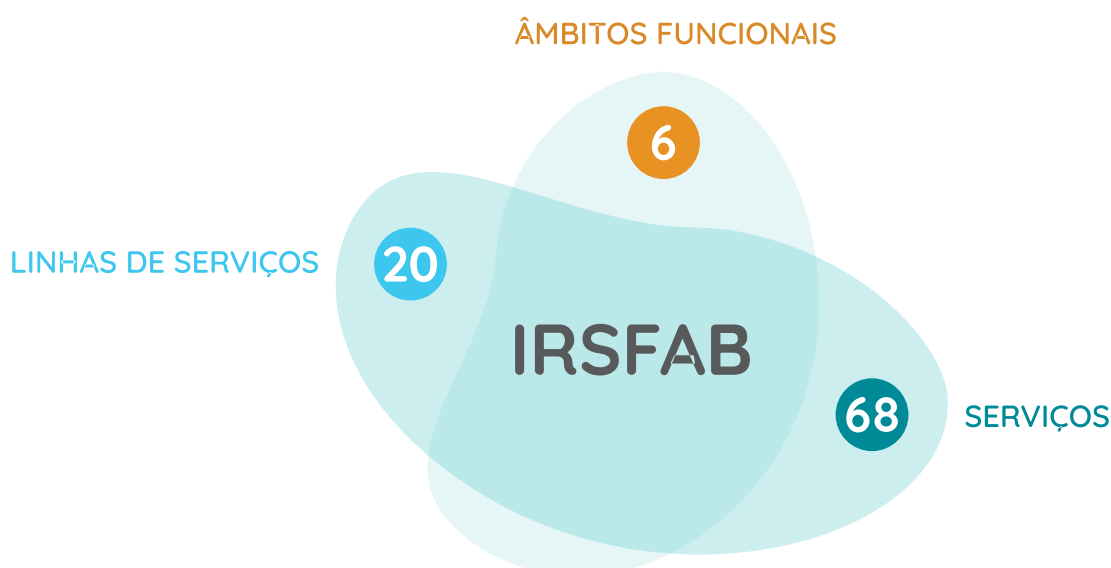 ÂMBITOS FUNCIONAIS
6
LINHAS DE SERVIÇOS
20
IRSFAB
68
SERVIÇOS